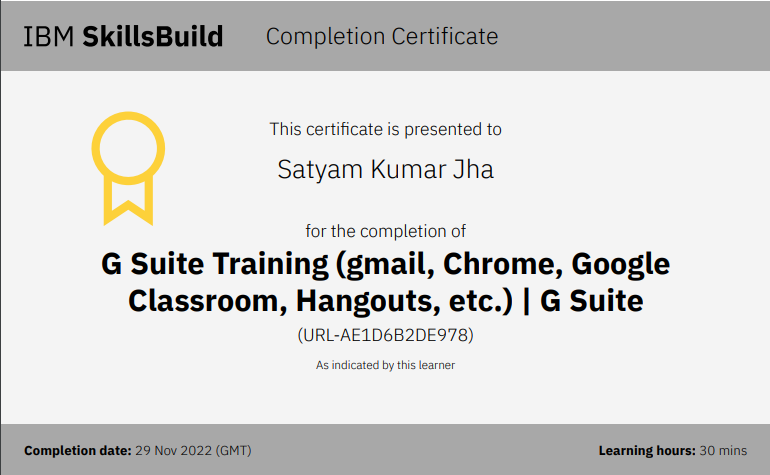 IBM SkillsBuild Completion Certificate
This certificate is presented to
Satyam Kumar Jha
for the completion of
G Suite Training (gmail, Chrome, Google
Classroom, Hangouts, etc.) | G Suite
(URL-AE1D6B2DE978)
As indicated by this learner
Completion date: 29 Nov 2022 (GMT) Learning hours: 30 mins